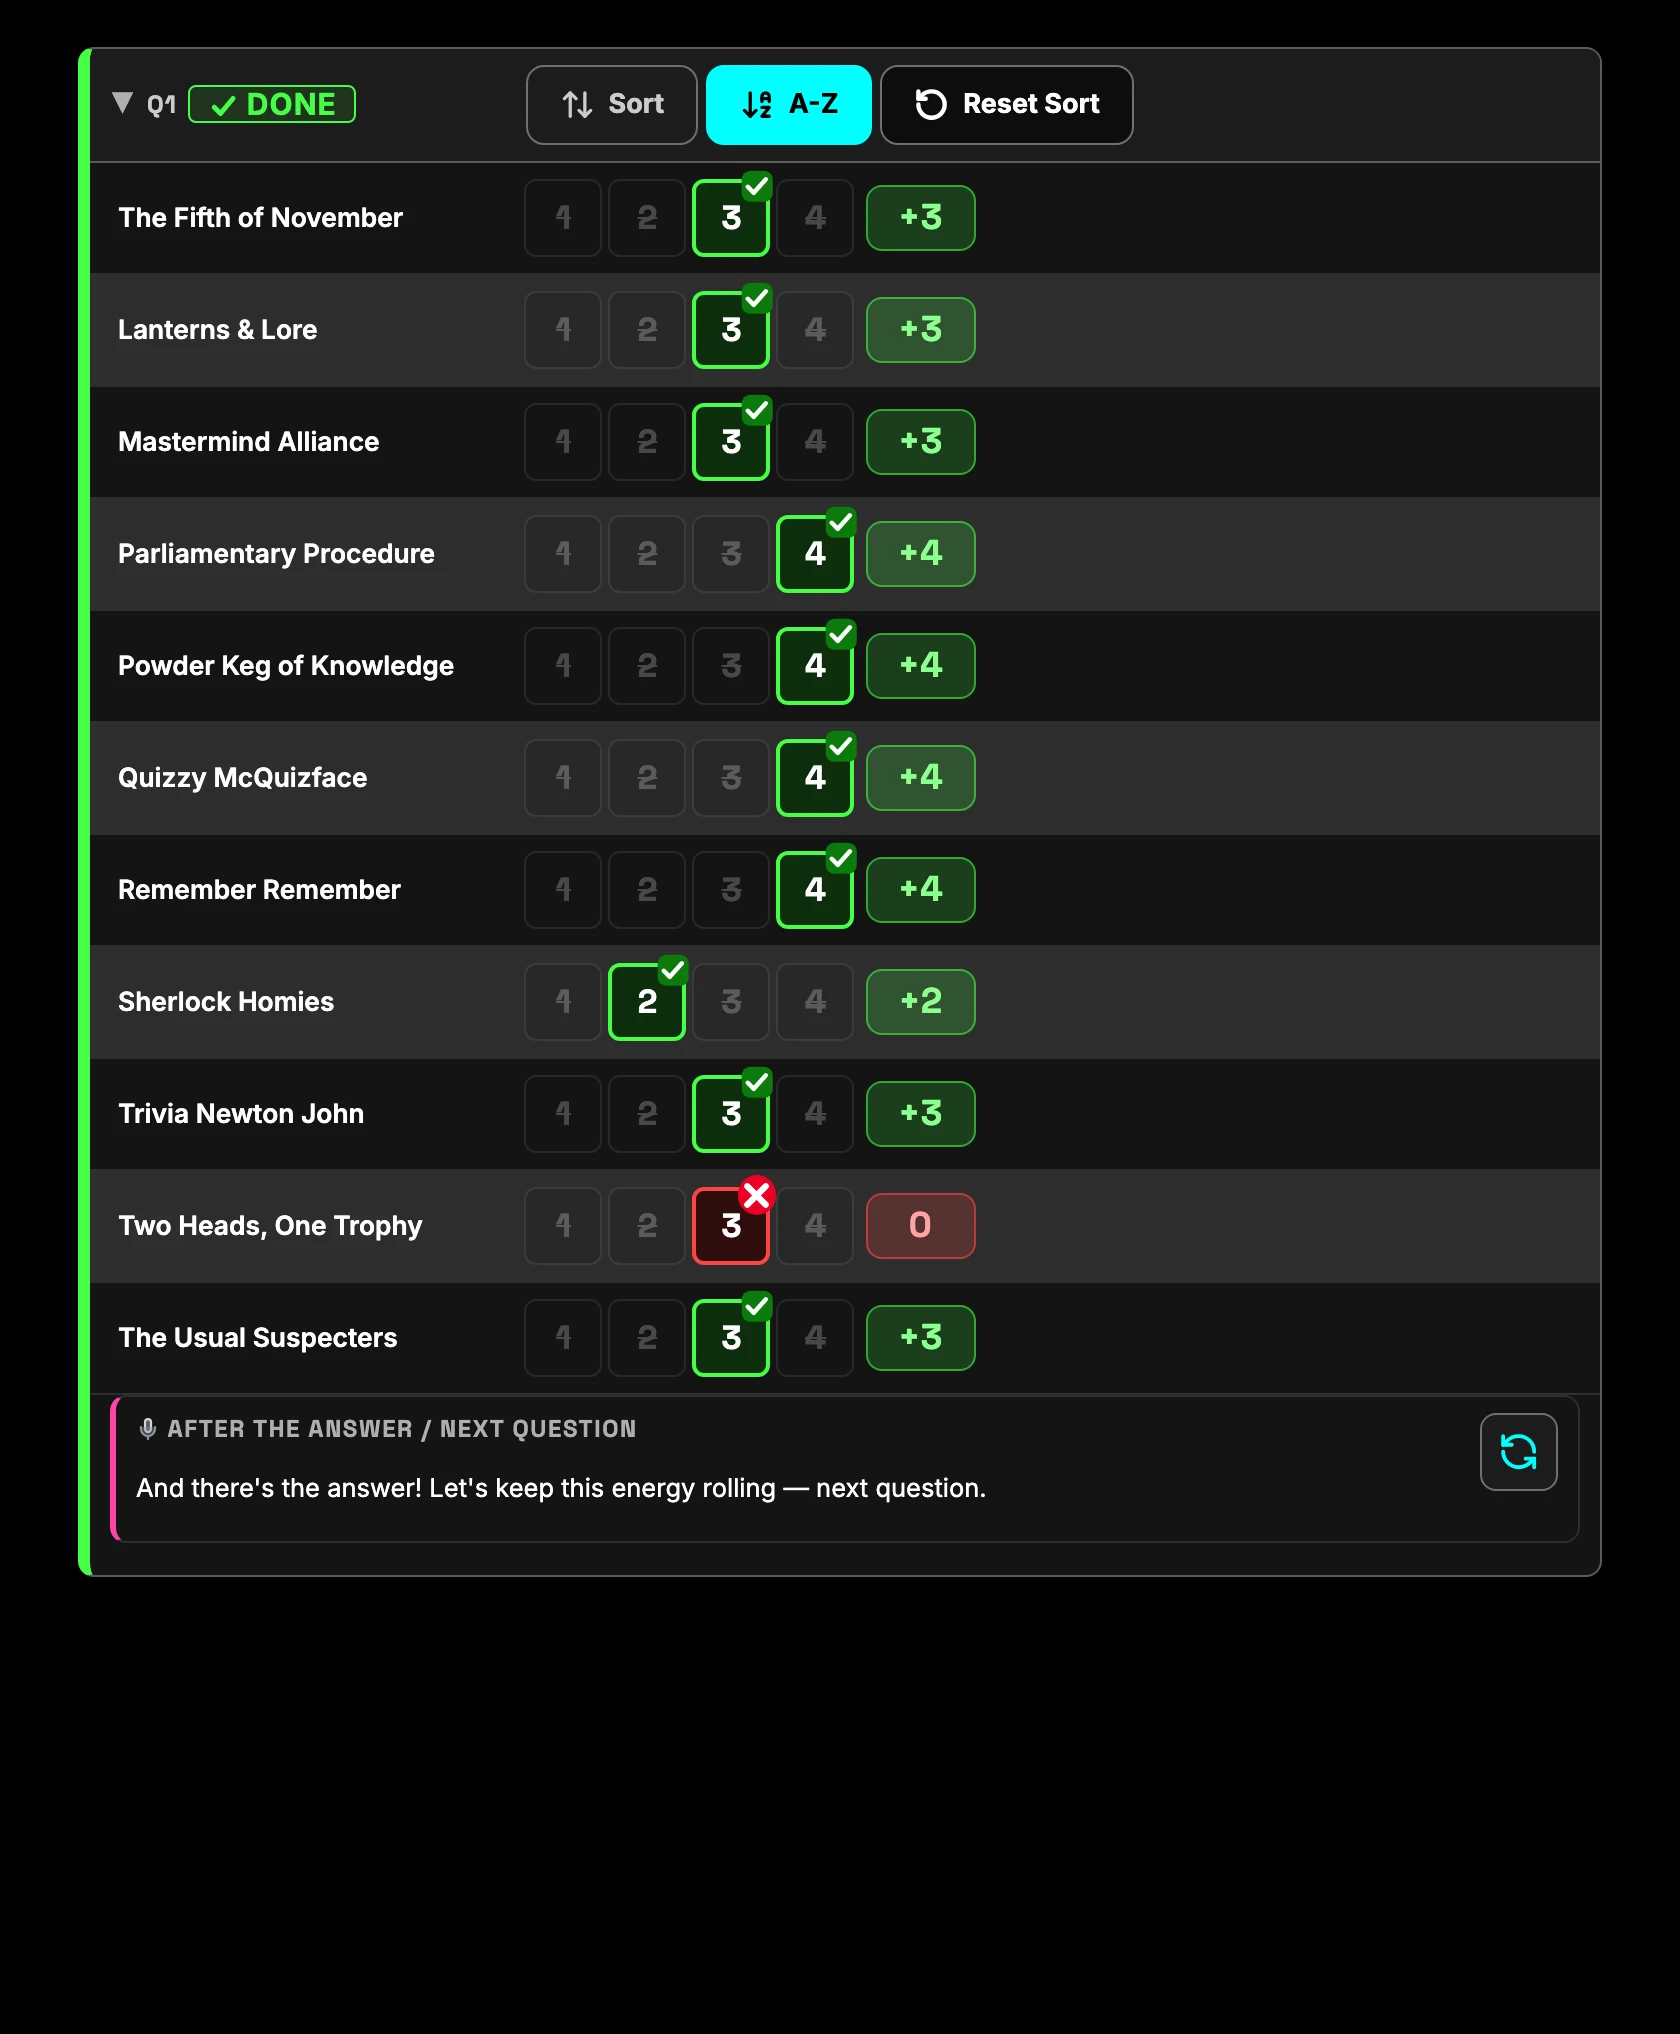 ▼ Q1 ✓ DONE Sort A-Z Reset Sort
The Fifth of November 1 2 3 4 +3
Lanterns & Lore 1 2 3 4 +3
Mastermind Alliance 1 2 3 4 +3
Parliamentary Procedure 1 2 3 4 +4
Powder Keg of Knowledge 1 2 3 4 +4
Quizzy McQuizface 1 2 3 4 +4
Remember Remember 1 2 3 4 +4
Sherlock Homies 1 2 3 4 +2
Trivia Newton John 1 2 3 4 +3
Two Heads, One Trophy 1 2 3 4 0
The Usual Suspecters 1 2 3 4 +3
AFTER THE ANSWER / NEXT QUESTION
And there's the answer! Let's keep this energy rolling — next question.